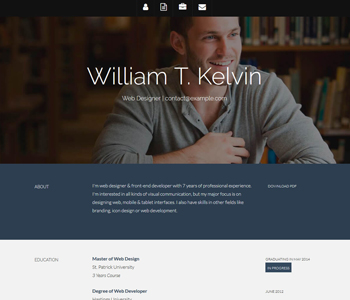 William T. Kelvin
Web Designer | contact@example.com
ABOUT
I'm web designer & front-end developer with 7 years of professional experience.
I'm interested in all kinds of visual communication, but my major focus is on
designing web, mobile & tablet interfaces. I also have skills in other fields like
branding, icon design or web development.
DOWNLOAD PDF
EDUCATION
Master of Web Design
St. Patrick University
3 Years Course
GRADUATING IN MAY 2014
IN PROGRESS
Degree of Web Developer
JUNE 2012
University